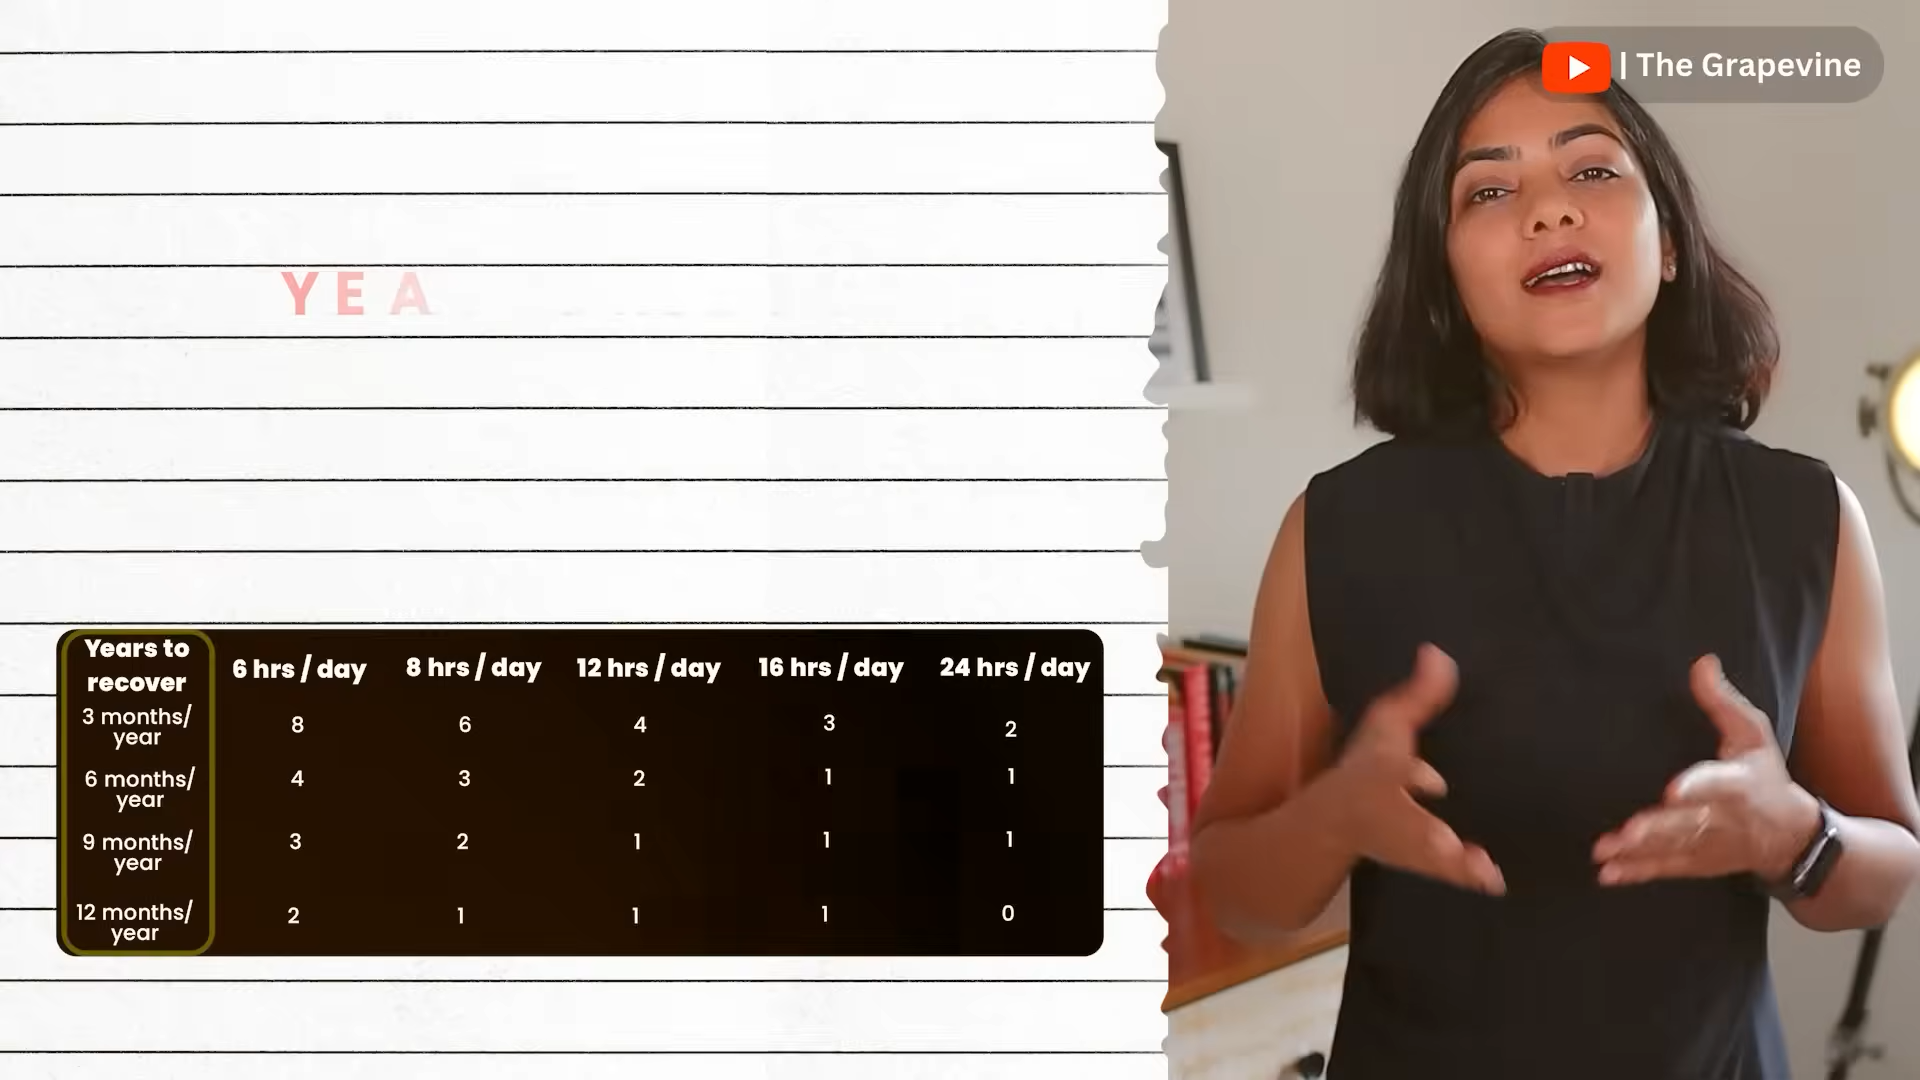 | The Grapevine
YEA
Years to
recover
6 hrs / day
8 hrs / day
12 hrs / day
16 hrs / day
24 hrs / day
3 months/
year
8
6
4
3
2
6 months/
year
4
3
2
1
1
9 months/
year
3
2
1
1
1
12 months/
year
2
1
1
1
0